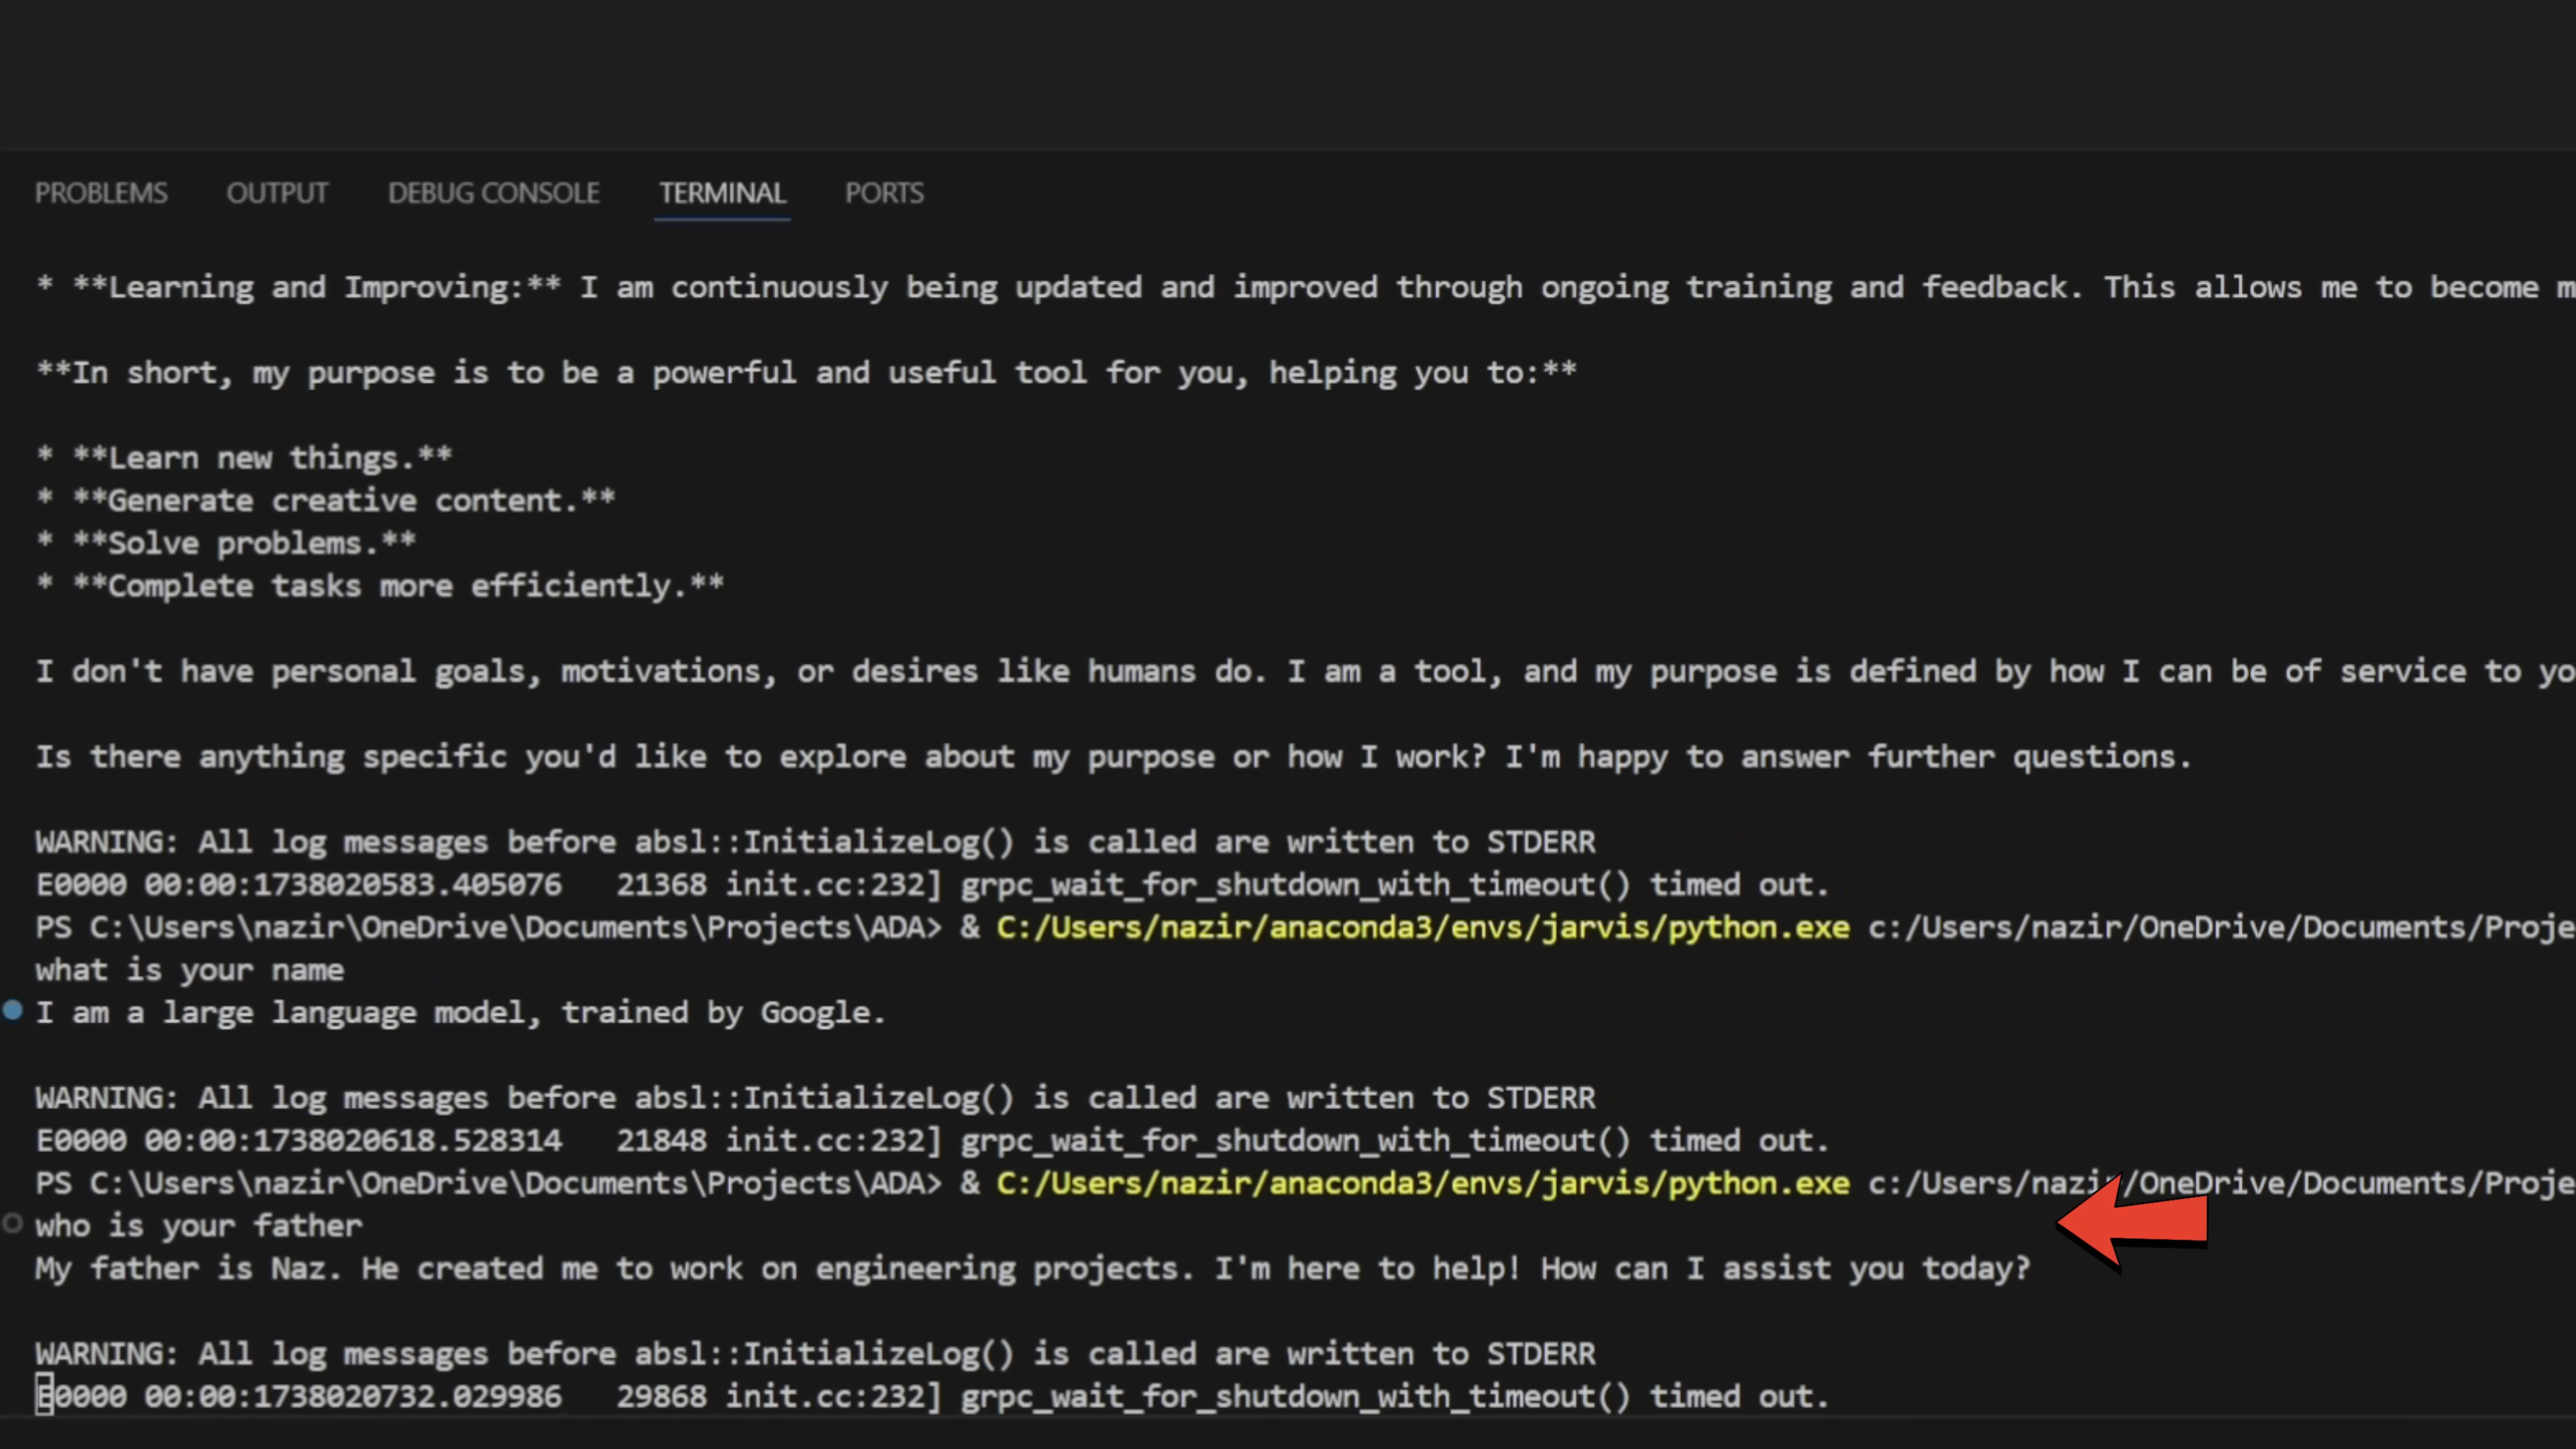 PROBLEMS OUTPUT DEBUG CONSOLE TERMINAL PORTS
* **Learning and Improving:** I am continuously being updated and improved through ongoing training and feedback. This allows me to become m
**In short, my purpose is to be a powerful and useful tool for you, helping you to:**
* **Learn new things.**
* **Generate creative content.**
* **Solve problems.**
* **Complete tasks more efficiently.**
I don't have personal goals, motivations, or desires like humans do. I am a tool, and my purpose is defined by how I can be of service to yo
Is there anything specific you'd like to explore about my purpose or how I work? I'm happy to answer further questions.
WARNING: All log messages before absl::InitializeLog() is called are written to STDERR
E0000 00:00:1738020583.405076   21368 init.cc:232] grpc_wait_for_shutdown_with_timeout() timed out.
PS C:\Users\nazir\OneDrive\Documents\Projects\ADA> & C:/Users/nazir/anaconda3/envs/jarvis/python.exe c:/Users/nazir/OneDrive/Documents/Proje
what is your name
I am a large language model, trained by Google.
WARNING: All log messages before absl::InitializeLog() is called are written to STDERR
E0000 00:00:1738020618.528314   21848 init.cc:232] grpc_wait_for_shutdown_with_timeout() timed out.
PS C:\Users\nazir\OneDrive\Documents\Projects\ADA> & C:/Users/nazir/anaconda3/envs/jarvis/python.exe c:/Users/nazir/OneDrive/Documents/Proje
who is your father
My father is Naz. He created me to work on engineering projects. I'm here to help! How can I assist you today?
WARNING: All log messages before absl::InitializeLog() is called are written to STDERR
E0000 00:00:1738020732.029986   29868 init.cc:232] grpc_wait_for_shutdown_with_timeout() timed out.